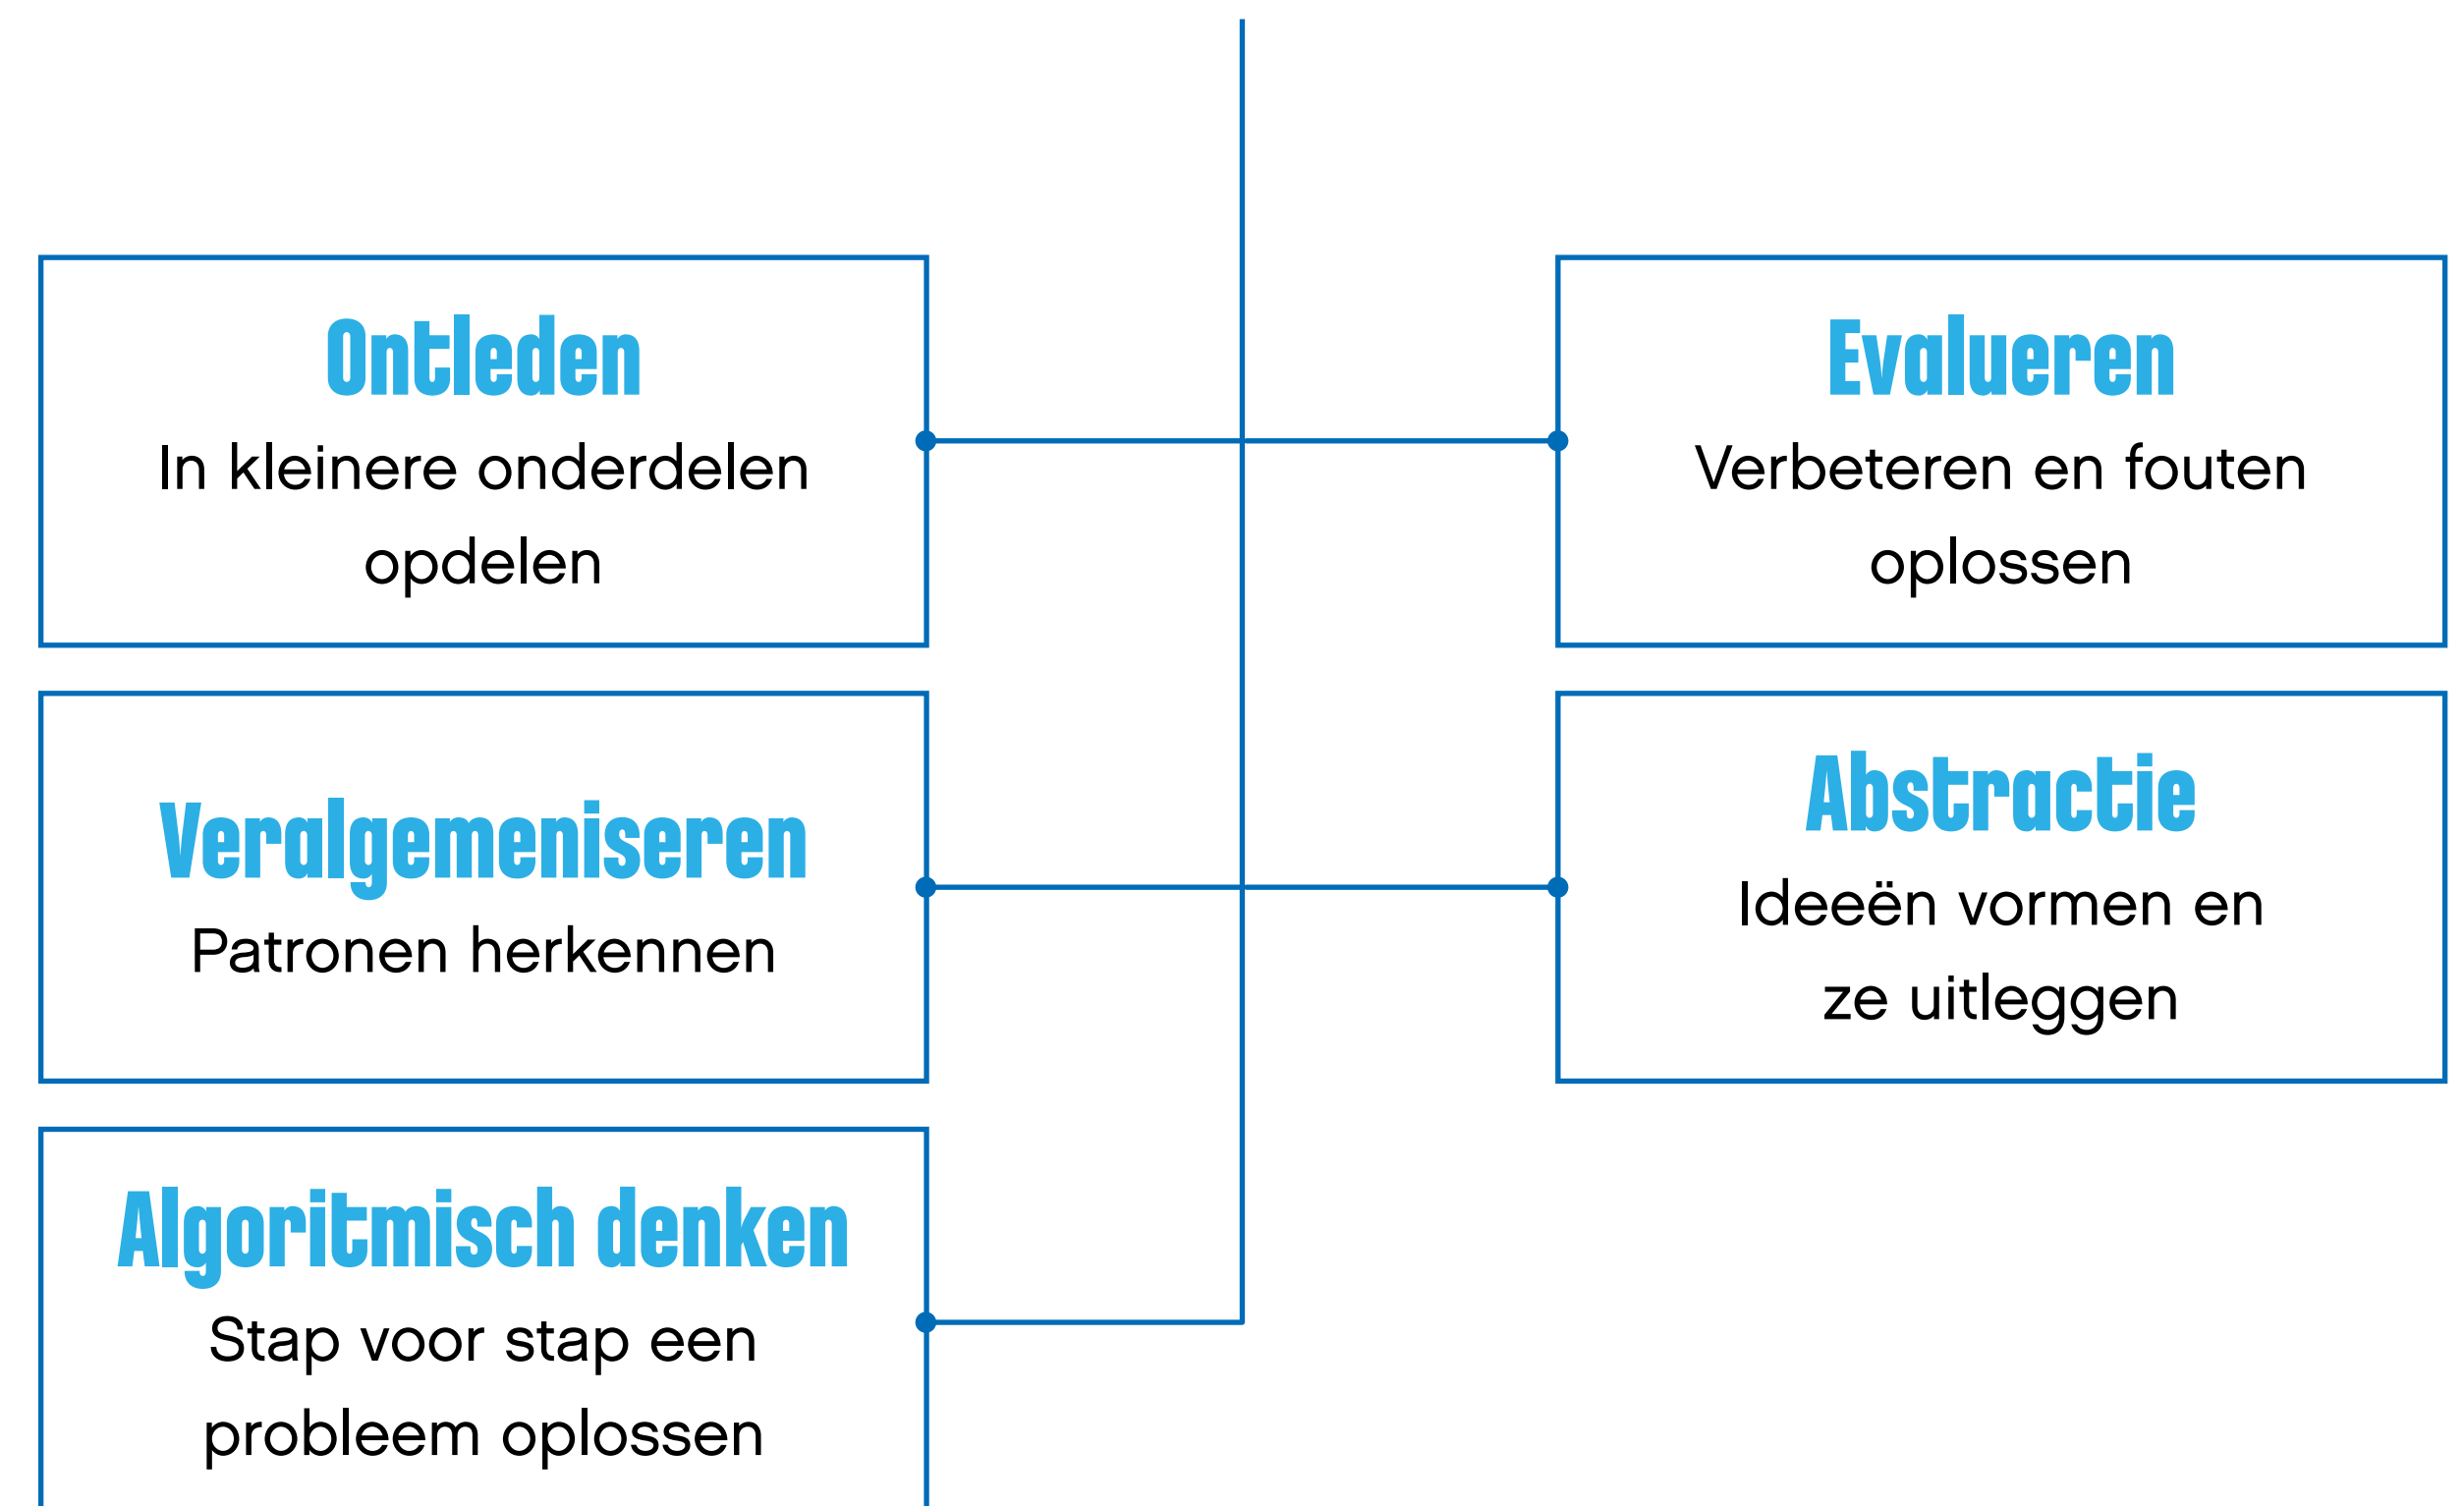 Ontleden
In kleinere onderdelen
opdelen
Evalueren
Verbeteren en fouten
oplossen
Veralgemeniseren
Patronen herkennen
Abstractie
Ideeën vormen en
ze uitleggen
Algoritmisch denken
Stap voor stap een
probleem oplossen